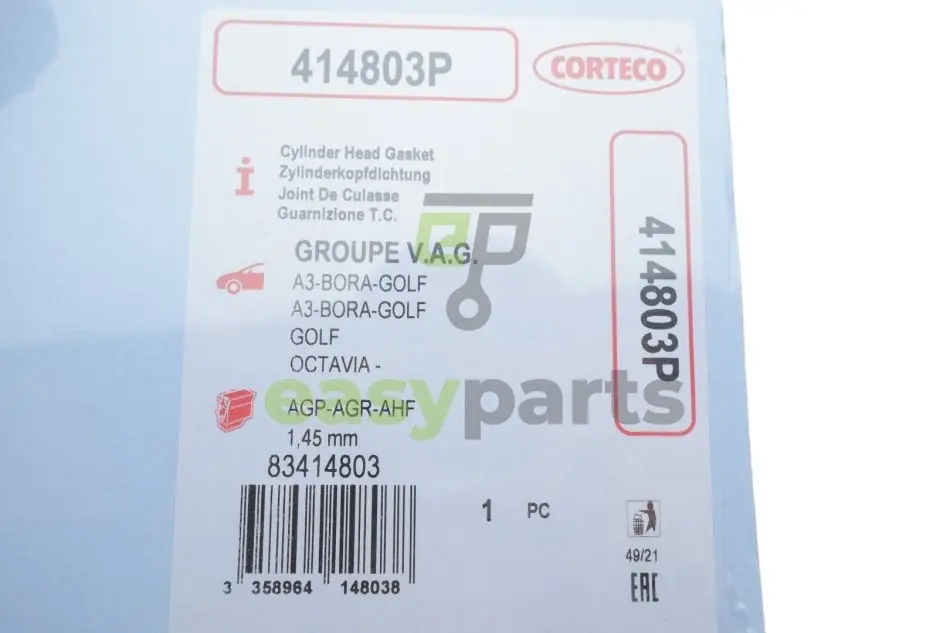 414803P
CORTECO
Cylinder Head Gasket
Zylinderkopfdichtung
Joint De Culasse
Guarnizione T.C.
GROUPE V.A.G.
A3-BORA-GOLF
A3-BORA-GOLF
GOLF
OCTAVIA -
AGP-AGR-AHF
1,45 mm
83414803
3 358964 148038
1 PC
49/21
EAC
414803P
easyparts